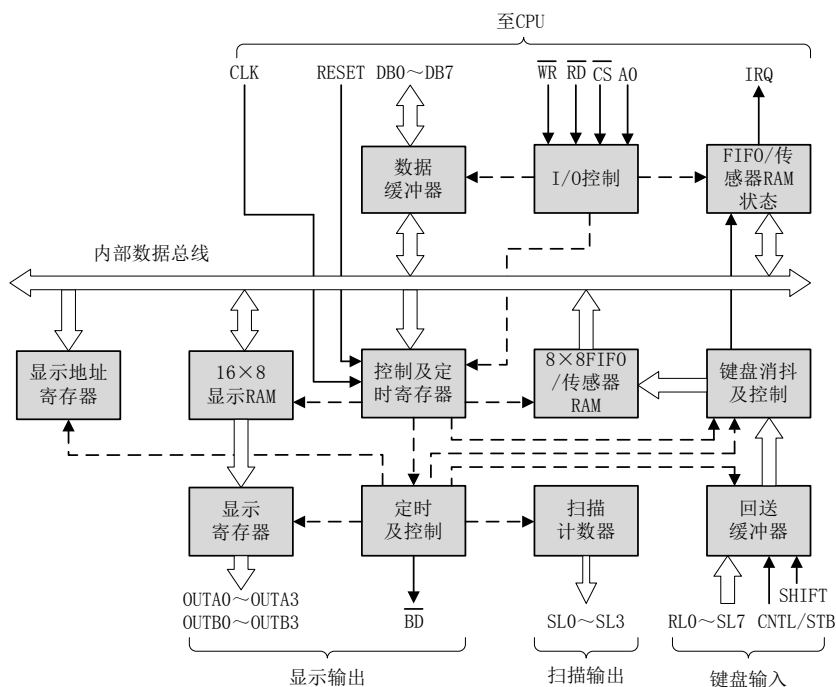 至CPU
CLK
RESET
DB0～DB7
WR
RD
CS
A0
IRQ
数据
缓冲器
I/O控制
FIFO/传
感器RAM
状态
内部数据总线
显示地址
寄存器
16×8
显示RAM
控制及定
时寄存器
8×8FIFO
/传感器
RAM
键盘消抖
及控制
显示
寄存器
定时
及控制
扫描
计数器
回送
缓冲器
OUTA0～OUTA3
OUTB0～OUTB3
BD
SL0～SL3
RL0～SL7
SHIFT
CNTL/STB
显示输出
扫描输出
键盘输入